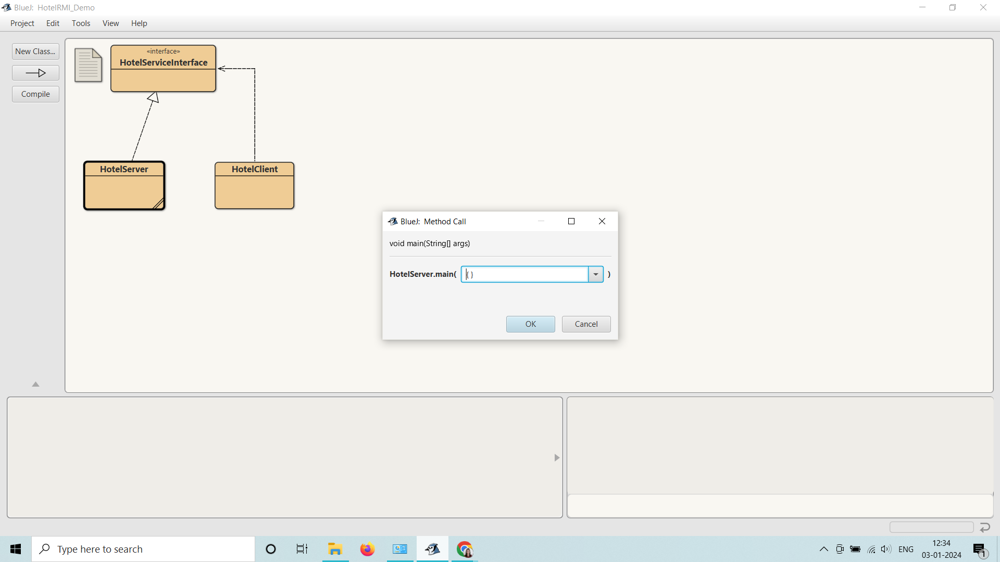 BlueJ: HotelRMI_Demo
Project Edit Tools View Help
New Class...
Compile
«interface»
HotelServiceInterface
HotelServer
HotelClient
BlueJ: Method Call
void main(String[] args)
HotelServer.main( { } )
OK Cancel
Type here to search
ENG
12:34
03-01-2024
1